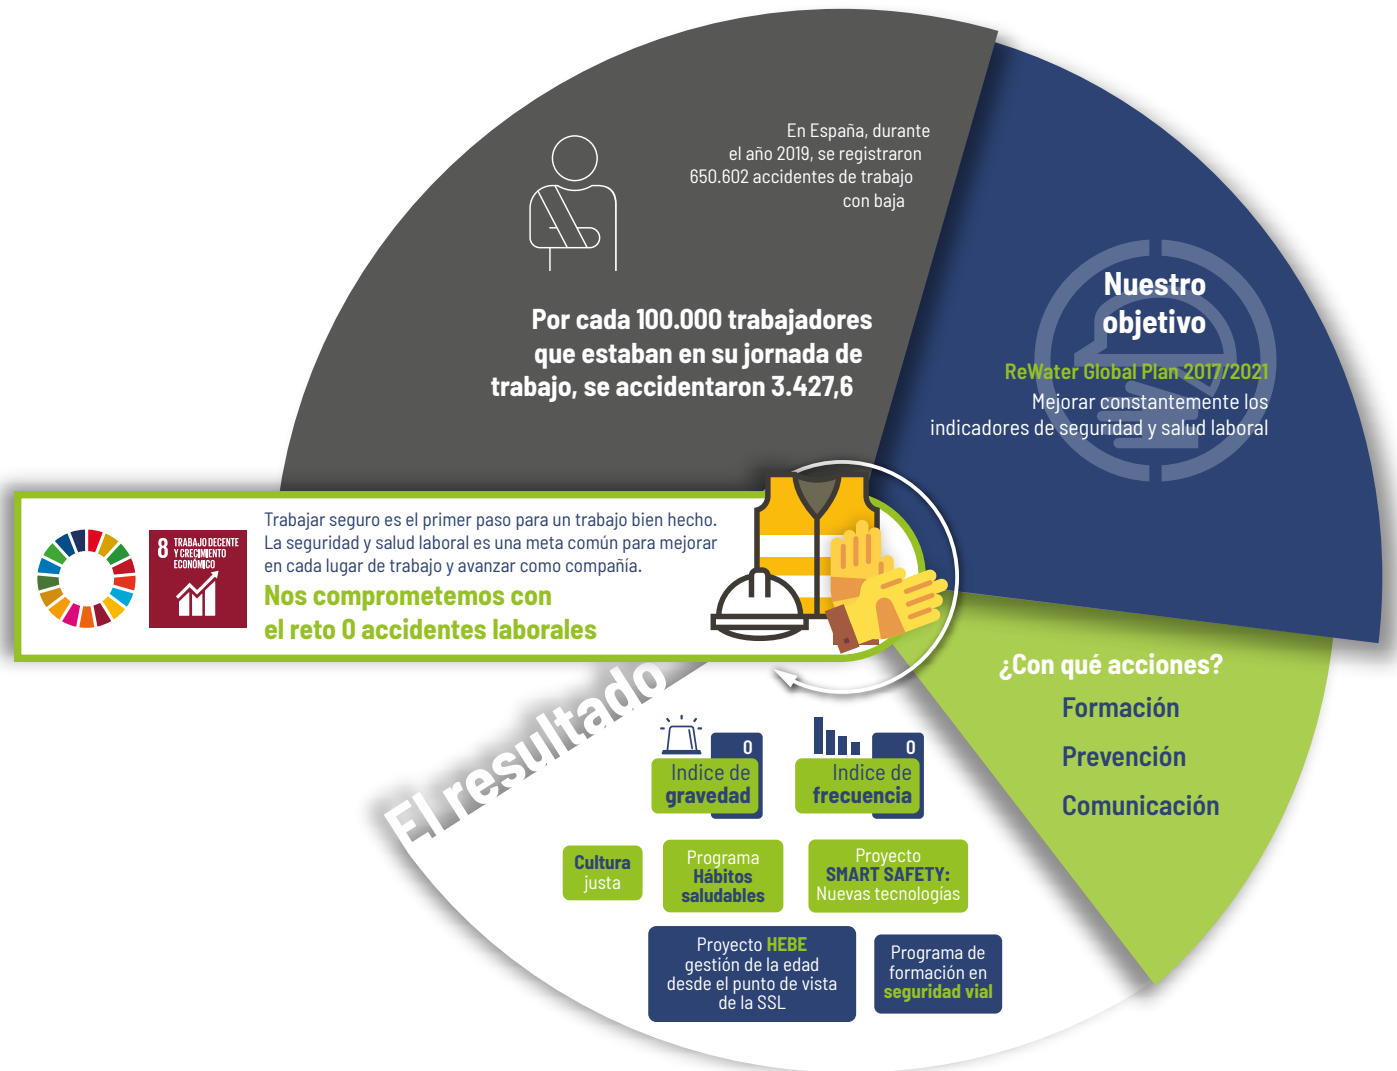 En España, durante
el año 2019, se registraron
650.602 accidentes de trabajo
con baja
Por cada 100.000 trabajadores
que estaban en su jornada de
trabajo, se accidentaron 3.427,6
Nuestro
objetivo
ReWater Global Plan 2017/2021
Mejorar constantemente los
indicadores de seguridad y salud laboral
8 TRABAJO DECENTE
Y CRECIMIENTO
ECONÓMICO
Trabajar seguro es el primer paso para un trabajo bien hecho.
La seguridad y salud laboral es una meta común para mejorar
en cada lugar de trabajo y avanzar como compañía.
Nos comprometemos con
el reto 0 accidentes laborales
¿Con qué acciones?
Formación
Prevención
Comunicación
El resultado
0
Indice de
gravedad
0
Indice de
frecuencia
Cultura
justa
Programa
Hábitos
saludables
Proyecto
SMART SAFETY:
Nuevas tecnologías
Proyecto HEBE
gestión de la edad
desde el punto de vista
de la SSL
Programa de
formación en
seguridad vial